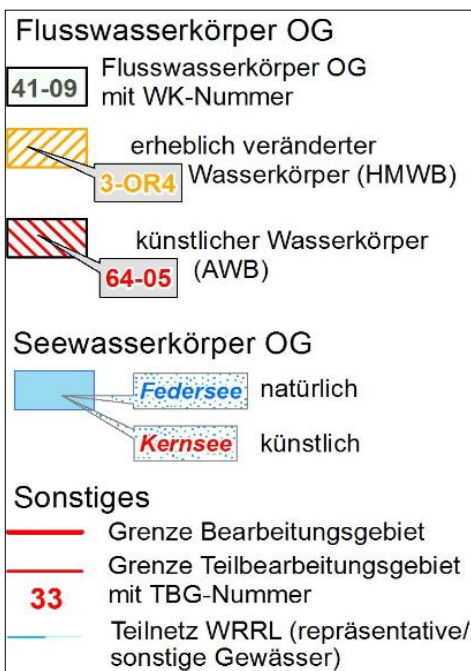 Flusswasserkörper OG
41-09
Flusswasserkörper OG
mit WK-Nummer
erheblich veränderter
Wasserkörper (HMWB)
3-OR4
künstlicher Wasserkörper
(AWB)
64-05
Seewasserkörper OG
Federsee natürlich
Kernsee künstlich
Sonstiges
Grenze Bearbeitungsgebiet
Grenze Teilbearbeitungsgebiet
33 mit TBG-Nummer
Teilnetz WRRL (repräsentative/
sonstige Gewässer)